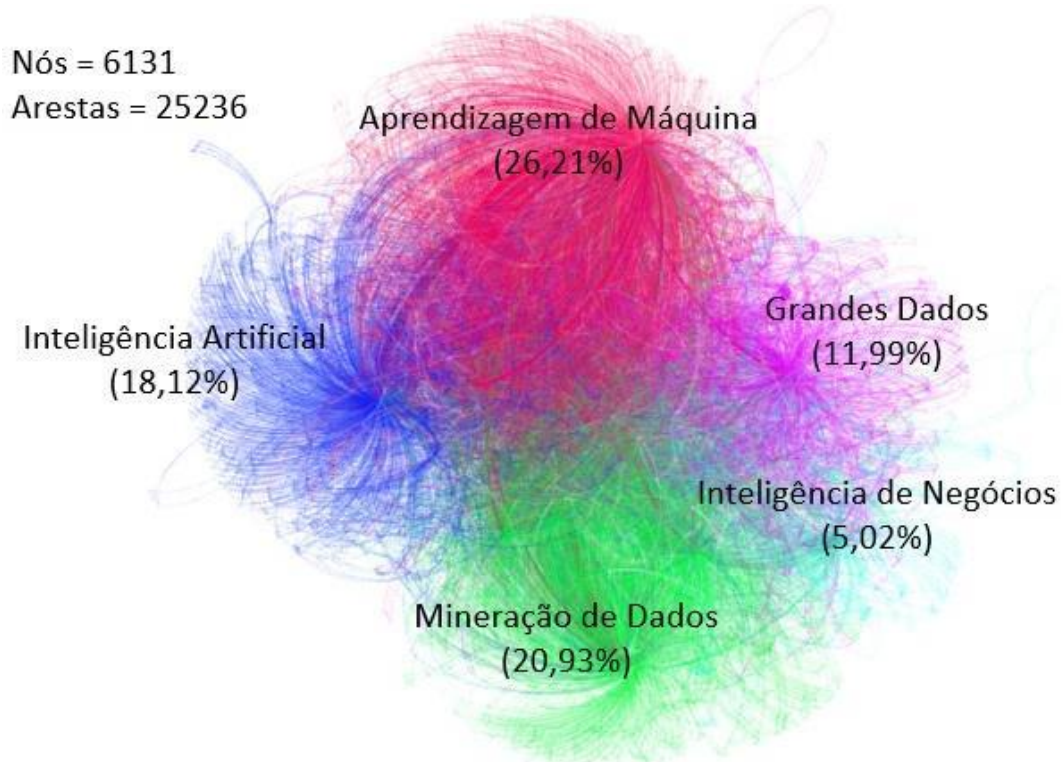 Nós = 6131
Arestas = 25236
Aprendizagem de Máquina
(26,21%)
Grandes Dados
(11,99%)
Inteligência Artificial
(18,12%)
Inteligência de Negócios
(5,02%)
Mineração de Dados
(20,93%)